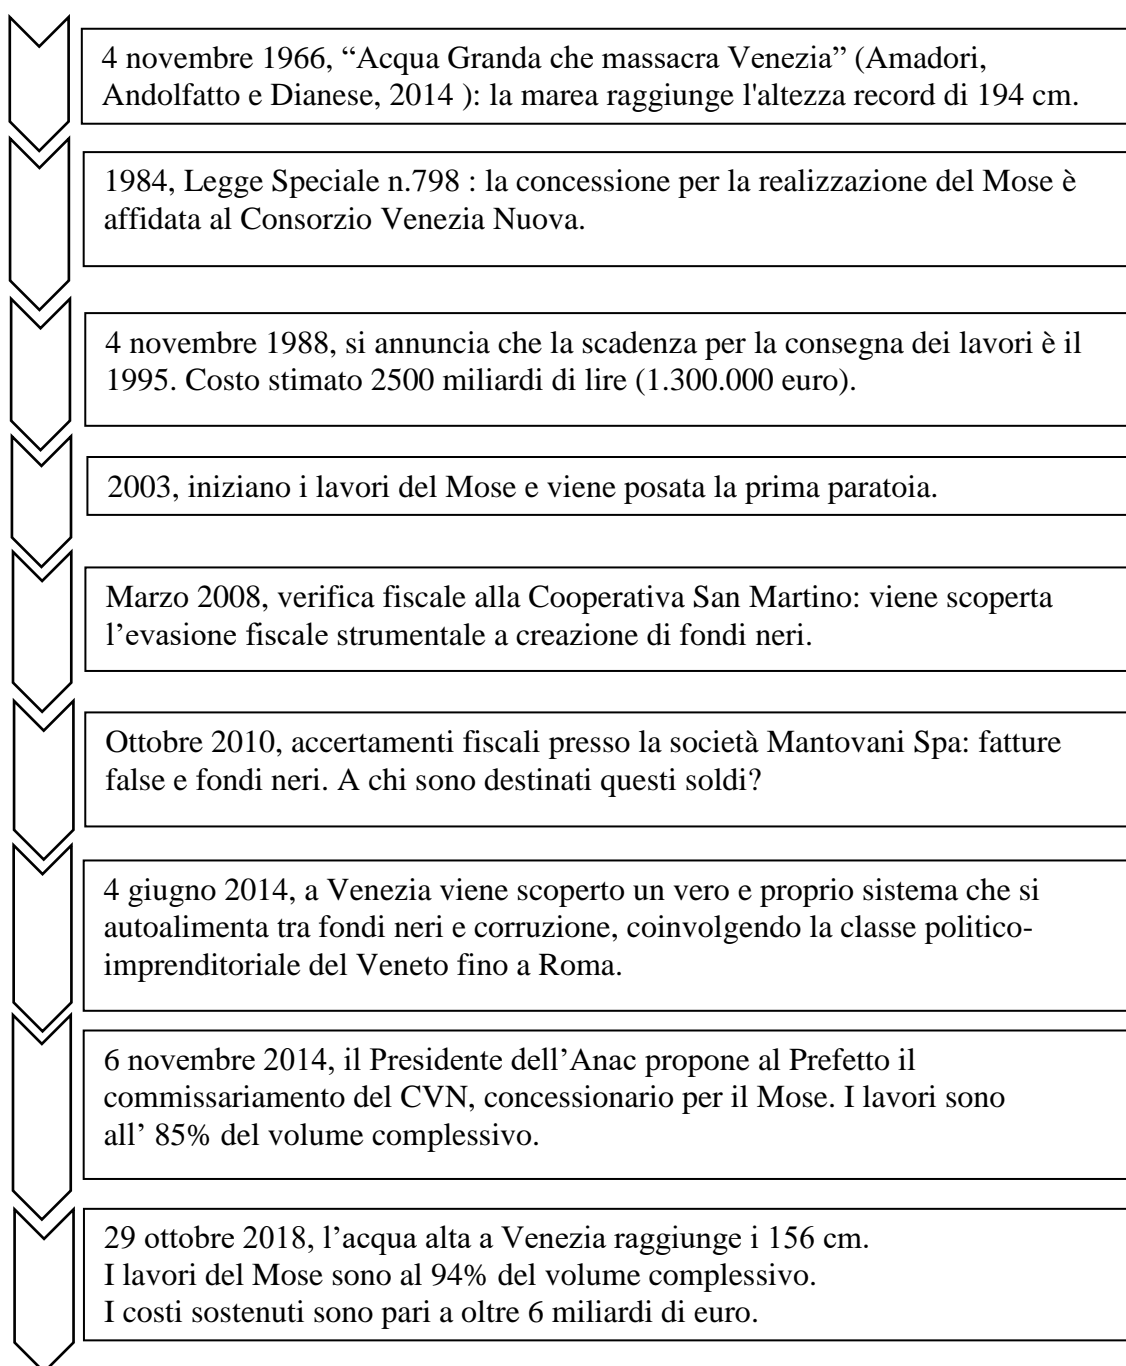 4 novembre 1966, “Acqua Granda che massacra Venezia” (Amadori,
Andolfatto e Dianese, 2014 ): la marea raggiunge l'altezza record di 194 cm.
1984, Legge Speciale n.798 : la concessione per la realizzazione del Mose è
affidata al Consorzio Venezia Nuova.
4 novembre 1988, si annuncia che la scadenza per la consegna dei lavori è il
1995. Costo stimato 2500 miliardi di lire (1.300.000 euro).
2003, iniziano i lavori del Mose e viene posata la prima paratoia.
Marzo 2008, verifica fiscale alla Cooperativa San Martino: viene scoperta
l’evasione fiscale strumentale a creazione di fondi neri.
Ottobre 2010, accertamenti fiscali presso la società Mantovani Spa: fatture
false e fondi neri. A chi sono destinati questi soldi?
4 giugno 2014, a Venezia viene scoperto un vero e proprio sistema che si
autoalimenta tra fondi neri e corruzione, coinvolgendo la classe politico-
imprenditoriale del Veneto fino a Roma.
6 novembre 2014, il Presidente dell’Anac propone al Prefetto il
commissariamento del CVN, concessionario per il Mose. I lavori sono
all’ 85% del volume complessivo.
29 ottobre 2018, l’acqua alta a Venezia raggiunge i 156 cm.
I lavori del Mose sono al 94% del volume complessivo.
I costi sostenuti sono pari a oltre 6 miliardi di euro.